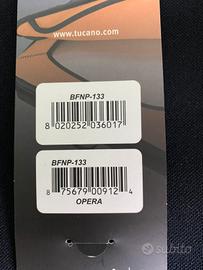 www.tucano.com
BFNP-133
8 020252 036017
BFNP-133
8 75679 00912 4
OPERA
subito